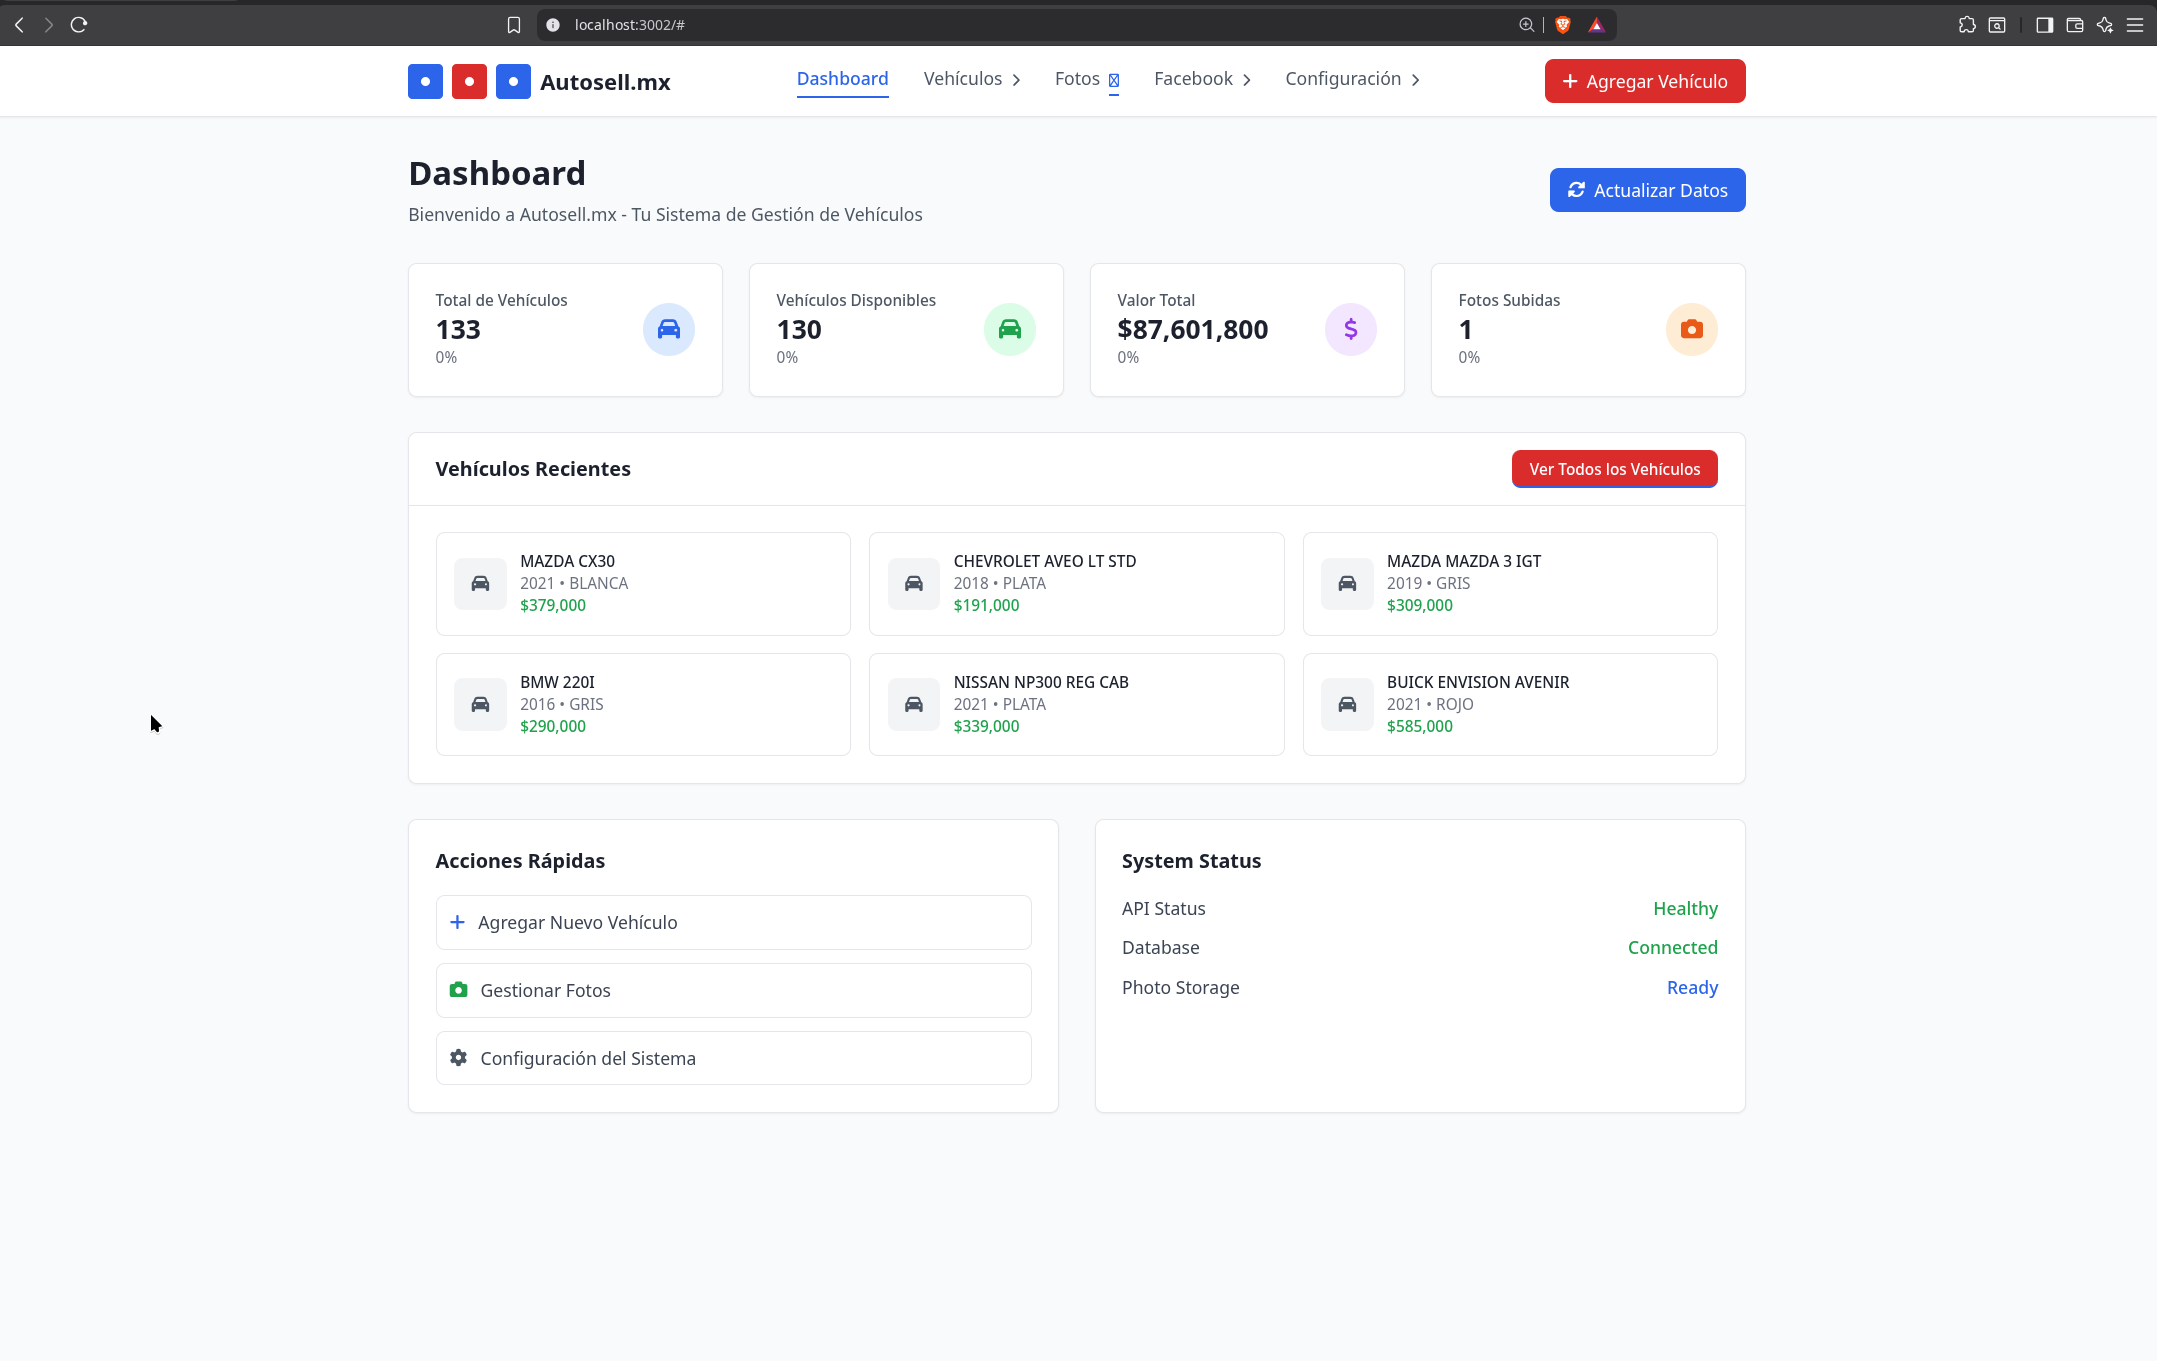 localhost:3002/#
Autosell.mx
Dashboard
Vehículos
Fotos
Facebook
Configuración
+ Agregar Vehículo
Dashboard
Bienvenido a Autosell.mx - Tu Sistema de Gestión de Vehículos
Actualizar Datos
Total de Vehículos
133
0%
Vehículos Disponibles
130
0%
Valor Total
$87,601,800
0%
$
Fotos Subidas
1
0%
Vehículos Recientes
Ver Todos los Vehículos
MAZDA CX30
2021 • BLANCA
$379,000
CHEVROLET AVEO LT STD
2018 • PLATA
$191,000
MAZDA MAZDA 3 IGT
2019 • GRIS
$309,000
BMW 220I
2016 • GRIS
$290,000
NISSAN NP300 REG CAB
2021 • PLATA
$339,000
BUICK ENVISION AVENIR
2021 • ROJO
$585,000
Acciones Rápidas
+ Agregar Nuevo Vehículo
Gestionar Fotos
Configuración del Sistema
System Status
API Status Healthy
Database Connected
Photo Storage Ready